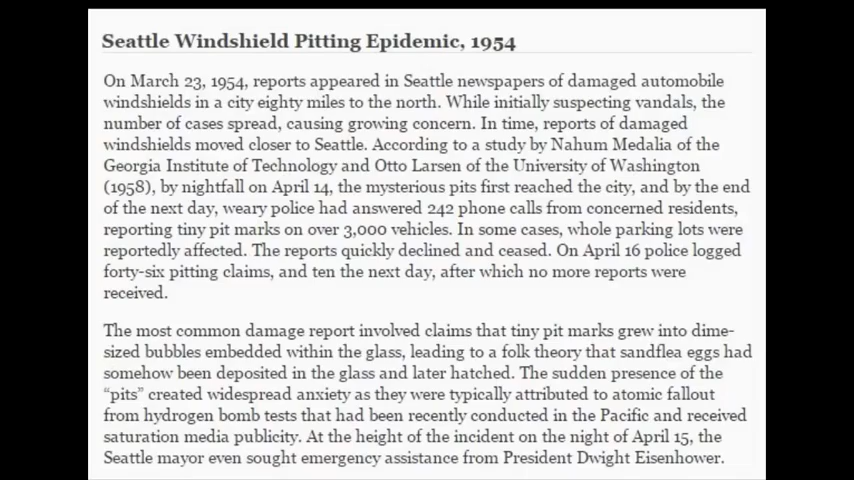 Seattle Windshield Pitting Epidemic, 1954
On March 23, 1954, reports appeared in Seattle newspapers of damaged automobile
windshields in a city eighty miles to the north. While initially suspecting vandals, the
number of cases spread, causing growing concern. In time, reports of damaged
windshields moved closer to Seattle. According to a study by Nahum Medalia of the
Georgia Institute of Technology and Otto Larsen of the University of Washington
(1958), by nightfall on April 14, the mysterious pits first reached the city, and by the end
of the next day, weary police had answered 242 phone calls from concerned residents,
reporting tiny pit marks on over 3,000 vehicles. In some cases, whole parking lots were
reportedly affected. The reports quickly declined and ceased. On April 16 police logged
forty-six pitting claims, and ten the next day, after which no more reports were
received.
The most common damage report involved claims that tiny pit marks grew into dime-
sized bubbles embedded within the glass, leading to a folk theory that sandflea eggs had
somehow been deposited in the glass and later hatched. The sudden presence of the
“pits” created widespread anxiety as they were typically attributed to atomic fallout
from hydrogen bomb tests that had been recently conducted in the Pacific and received
saturation media publicity. At the height of the incident on the night of April 15, the
Seattle mayor even sought emergency assistance from President Dwight Eisenhower.